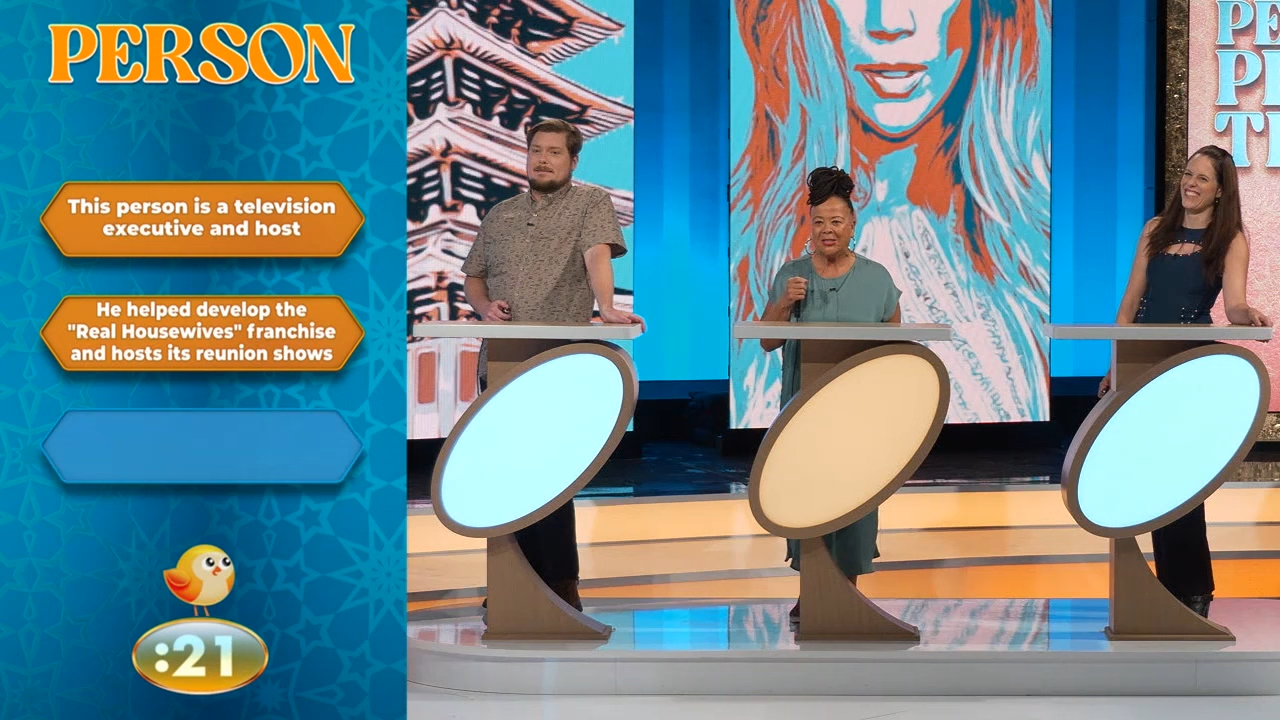 PERSON
This person is a television
executive and host
He helped develop the
"Real Housewives" franchise
and hosts its reunion shows
:21